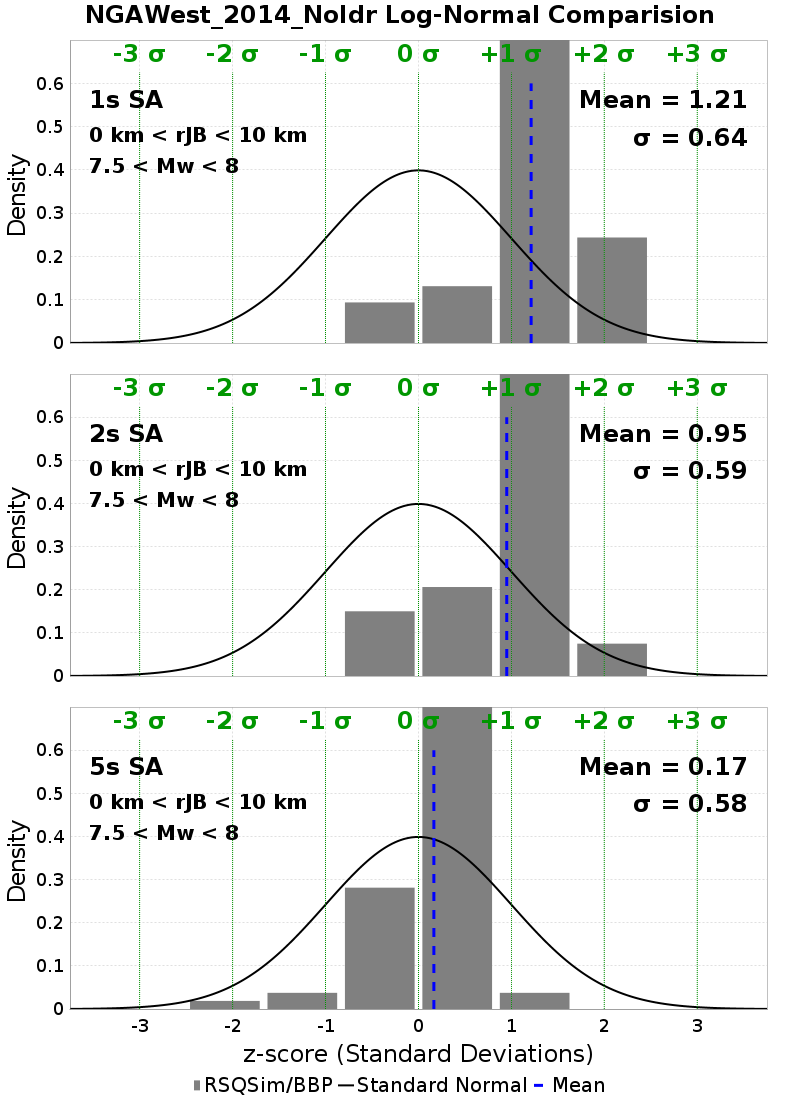 NGAWest_2014_NoIdr Log-Normal Comparision
-3 σ -2 σ -1 σ 0 σ +1 σ +2 σ +3 σ
1s SA
0 km < rJB < 10 km
7.5 < Mw < 8
Mean = 1.21
σ = 0.64
Density
0.6
0.5
0.4
0.3
0.2
0.1
0
-3 σ -2 σ -1 σ 0 σ +1 σ +2 σ +3 σ
2s SA
0 km < rJB < 10 km
7.5 < Mw < 8
Mean = 0.95
σ = 0.59
Density
0.6
0.5
0.4
0.3
0.2
0.1
0
-3 σ -2 σ -1 σ 0 σ +1 σ +2 σ +3 σ
5s SA
0 km < rJB < 10 km
7.5 < Mw < 8
Mean = 0.17
σ = 0.58
Density
0.6
0.5
0.4
0.3
0.2
0.1
0
-3 -2 -1 0 1 2 3
z-score (Standard Deviations)
RSQSim/BBP Standard Normal Mean